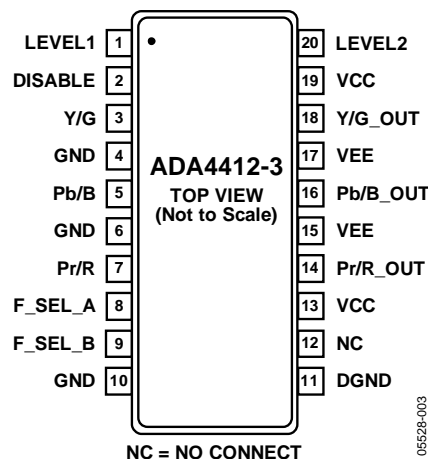 LEVEL1 1 20 LEVEL2
DISABLE 2 19 VCC
Y/G 3 18 Y/G_OUT
GND 4 17 VEE
Pb/B 5 16 Pb/B_OUT
GND 6 15 VEE
Pr/R 7 14 Pr/R_OUT
F_SEL_A 8 13 VCC
F_SEL_B 9 12 NC
GND 10 11 DGND
ADA4412-3
TOP VIEW
(Not to Scale)
NC = NO CONNECT
05528-003